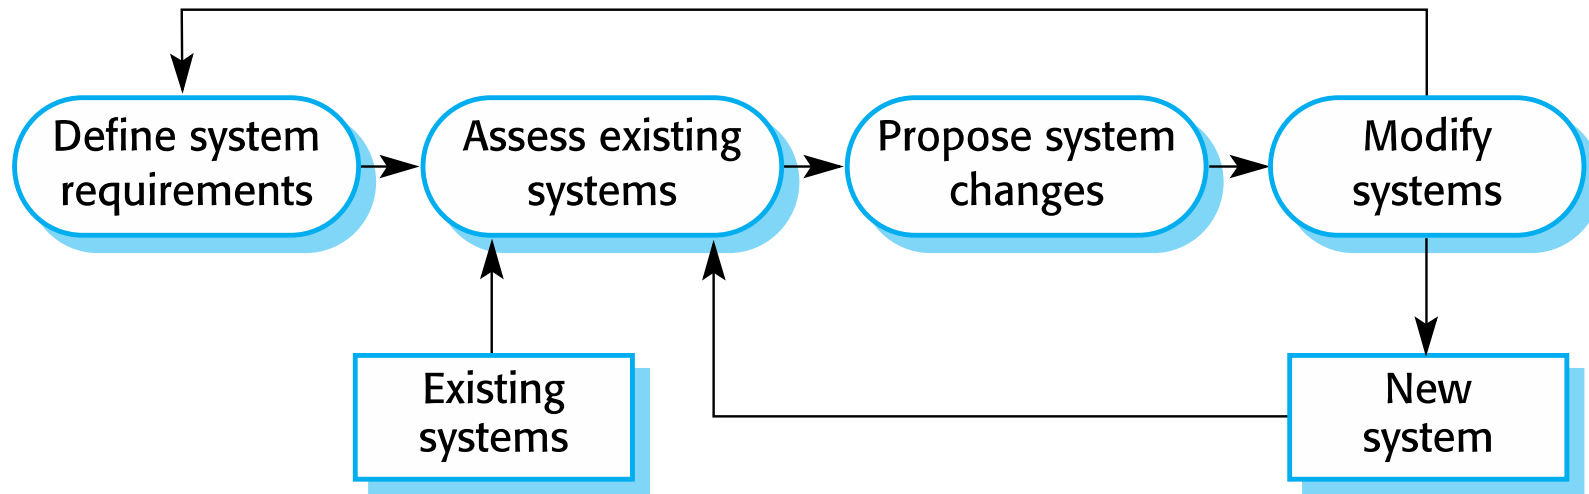 Define system
requirements
Assess existing
systems
Propose system
changes
Modify
systems
Existing
systems
New
system